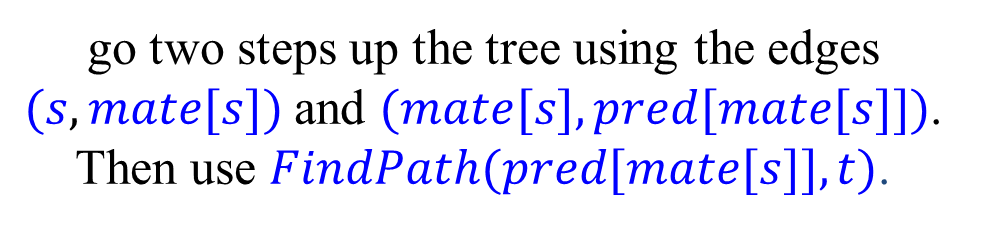 go two steps up the tree using the edges
(s, mate[s]) and (mate[s], pred[mate[s]]).
Then use FindPath(pred[mate[s]], t).